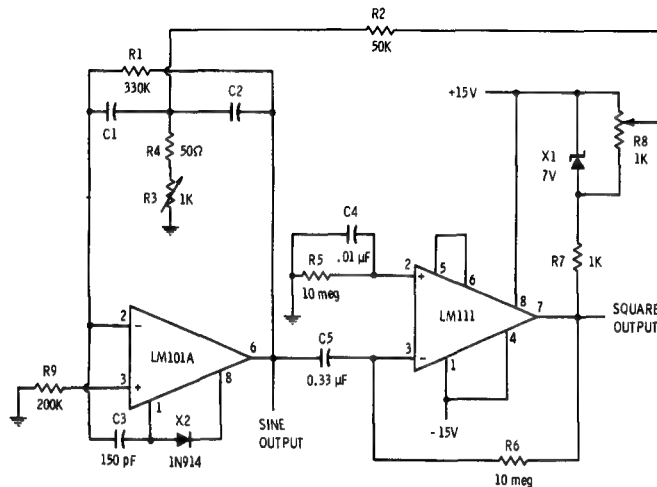 R2
50K
R1
330K
C1
C2
R4
50Ω
R3
1K
+15V
X1
7V
R8
1K
R7
1K
C4
.01 μF
R5
10 meg
2
+
5
6
8
7
LM111
3
−
1
4
C5
0.33 μF
SQUARE
OUTPUT
2
−
LM101A
6
3
+
1
8
R9
200K
C3
150 pF
X2
1N914
SINE
OUTPUT
-15V
R6
10 meg